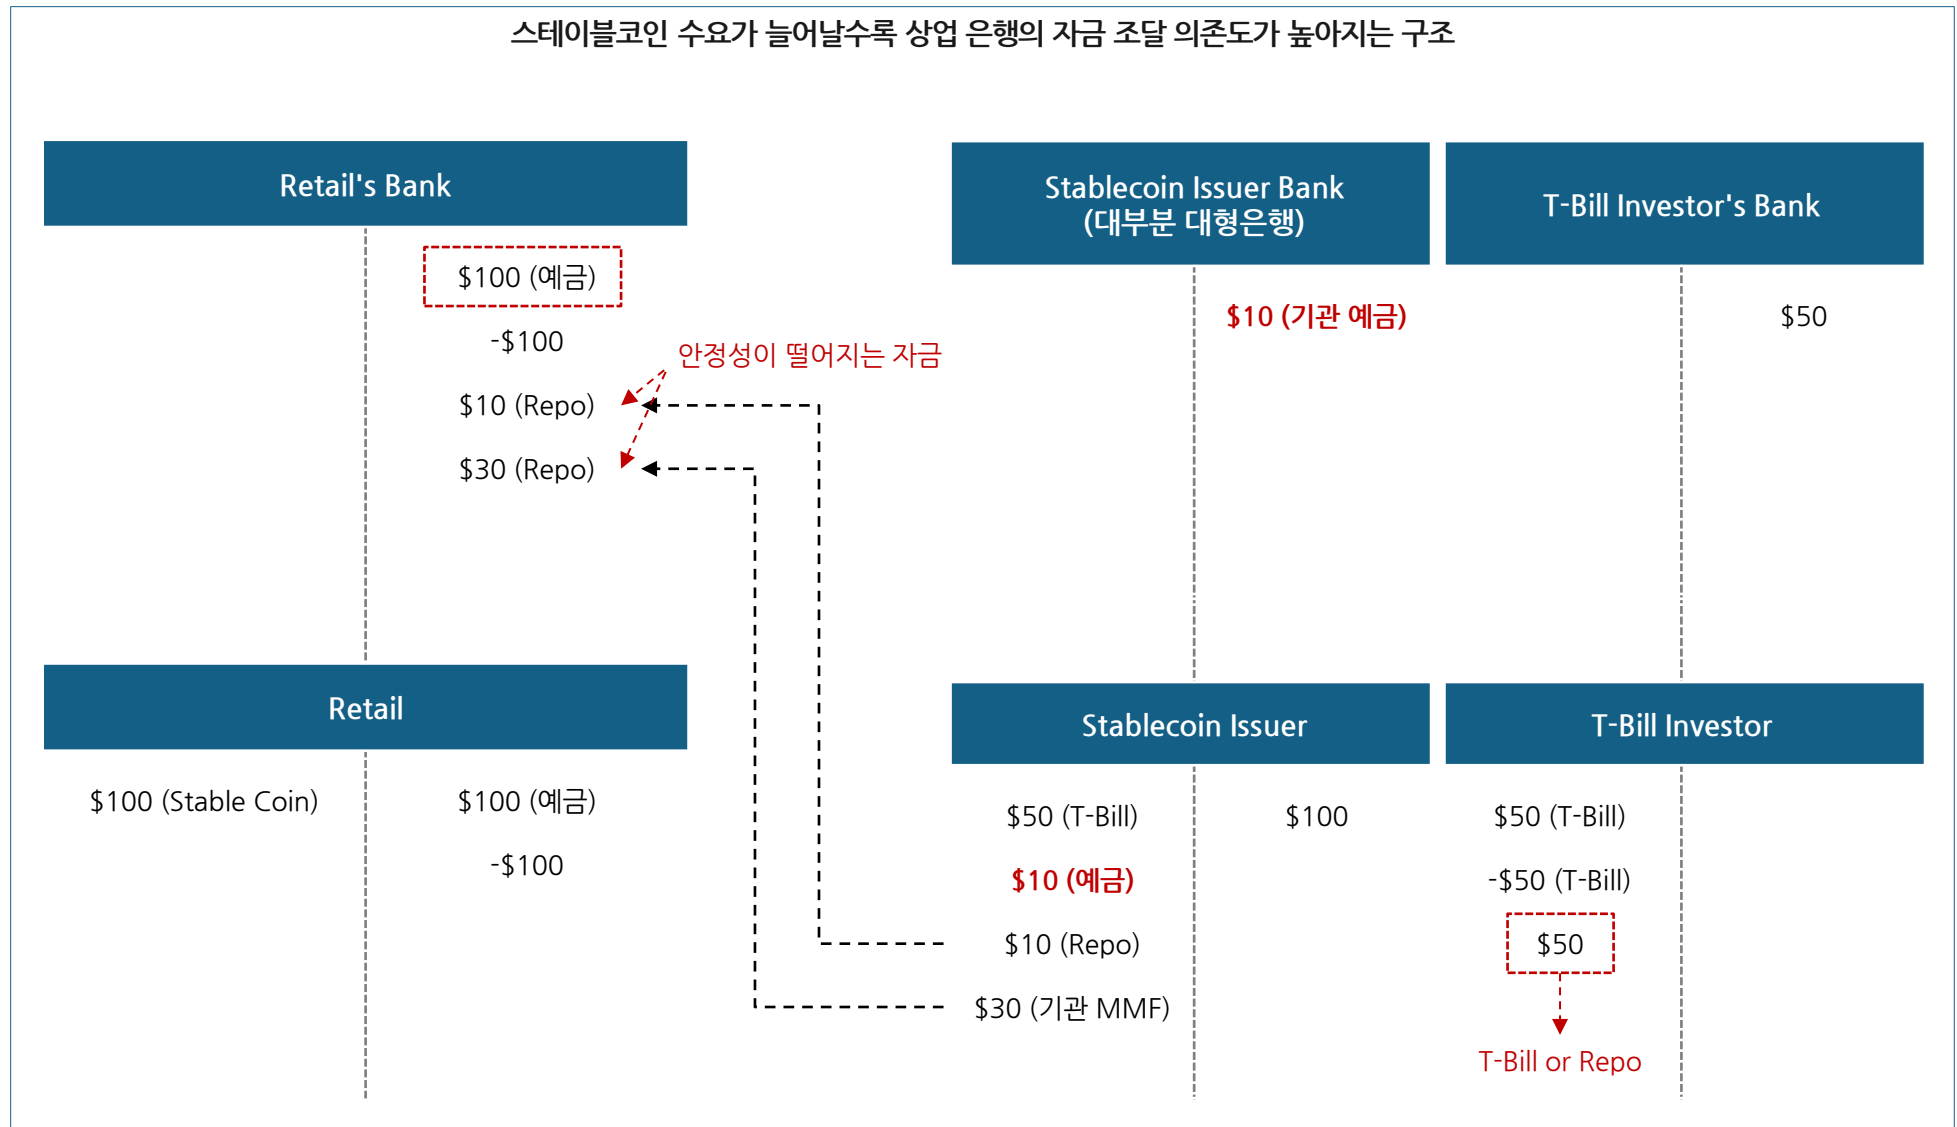 스테이블코인 수요가 늘어날수록 상업 은행의 자금 조달 의존도가 높아지는 구조
Retail's Bank
$100 (예금)
-$100
안정성이 떨어지는 자금
$10 (Repo)
$30 (Repo)
Stablecoin Issuer Bank
(대부분 대형은행)
$10 (기관 예금)
T-Bill Investor's Bank
$50
Retail
$100 (Stable Coin)
$100 (예금)
-$100
Stablecoin Issuer
$50 (T-Bill)
$100
$10 (예금)
$10 (Repo)
$30 (기관 MMF)
T-Bill Investor
$50 (T-Bill)
-$50 (T-Bill)
$50
T-Bill or Repo